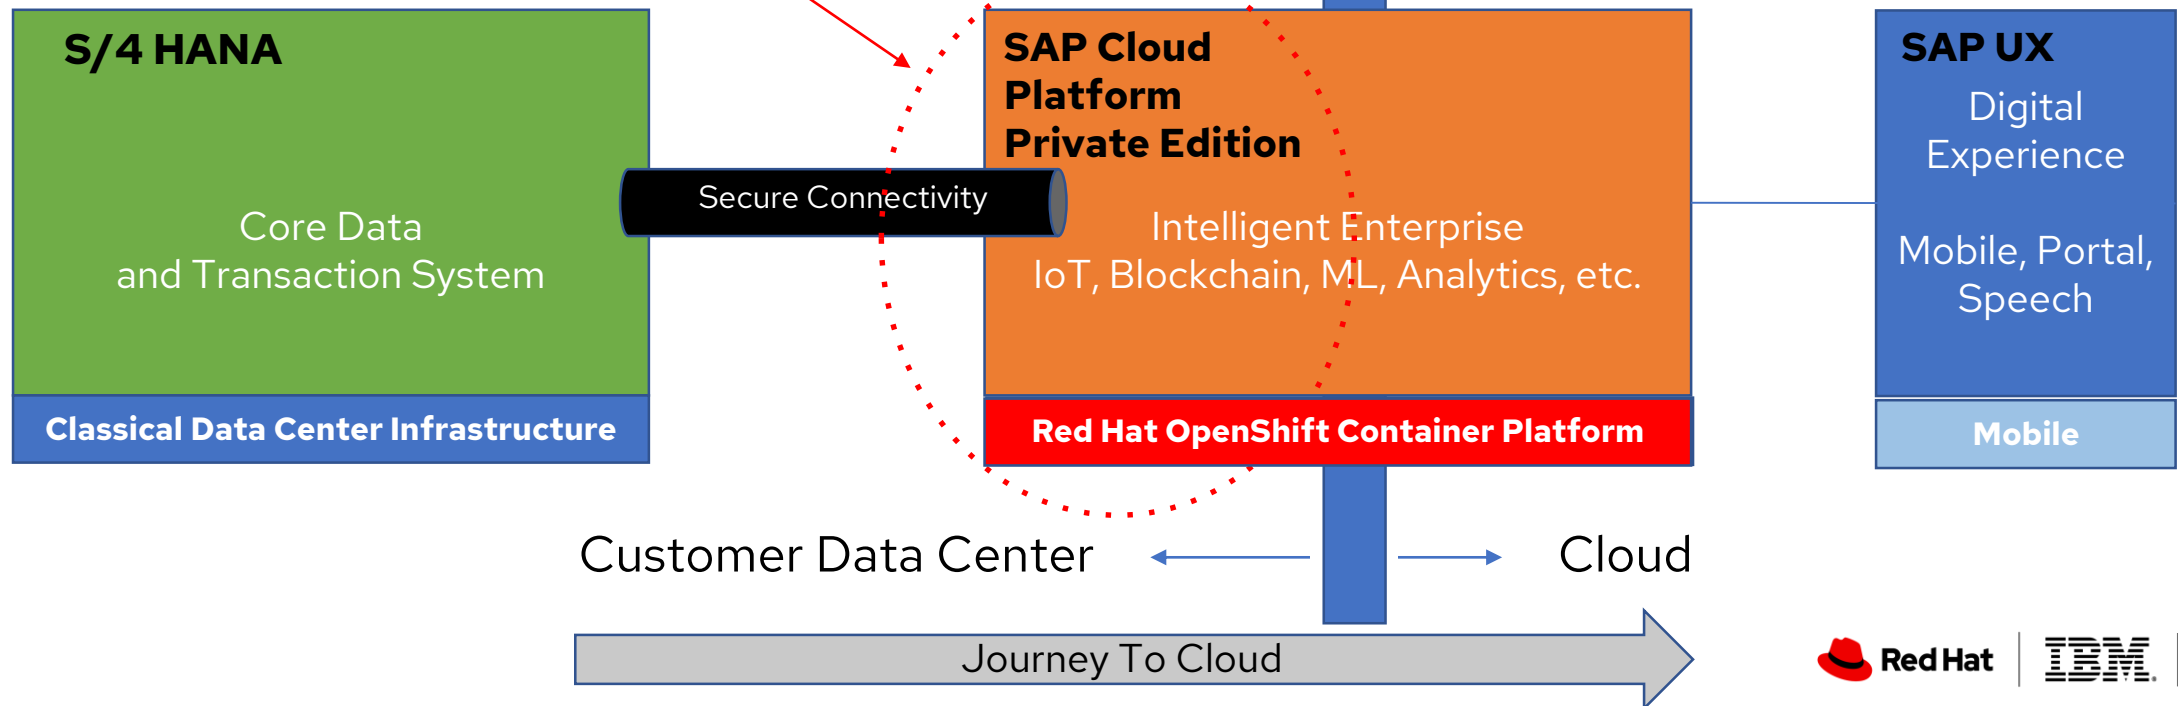 S/4 HANA
Core Data
and Transaction System
Classical Data Center Infrastructure
Secure Connectivity
SAP Cloud
Platform
Private Edition
Intelligent Enterprise
IoT, Blockchain, ML, Analytics, etc.
Red Hat OpenShift Container Platform
SAP UX
Digital
Experience
Mobile, Portal,
Speech
Mobile
Customer Data Center
Cloud
Journey To Cloud
Red Hat
IBM.